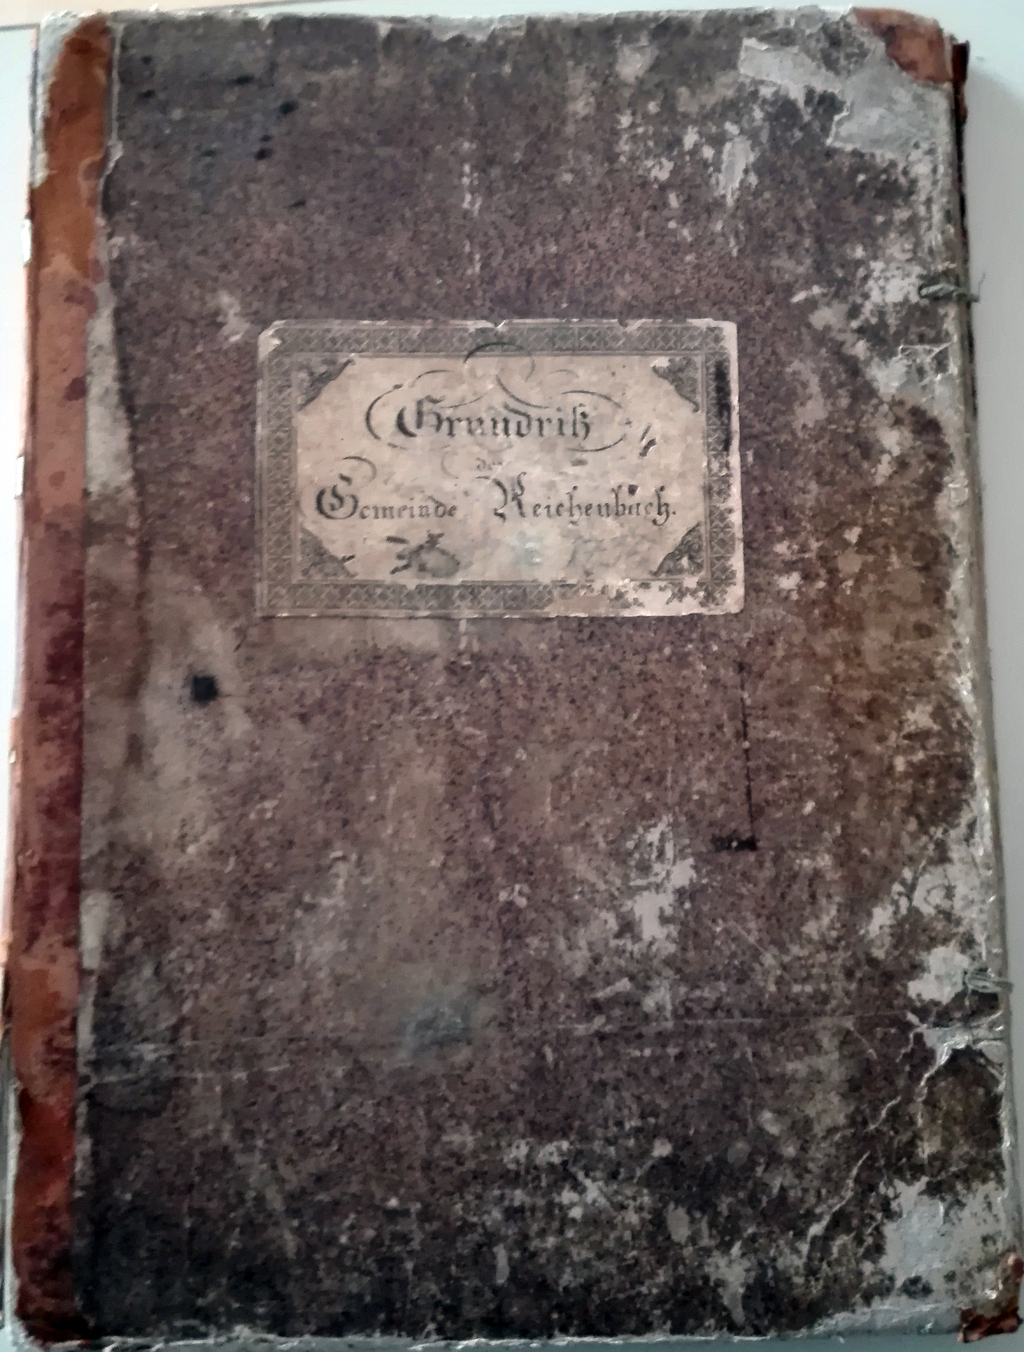 Grundriß
der
Gemeinde Reichenbach.